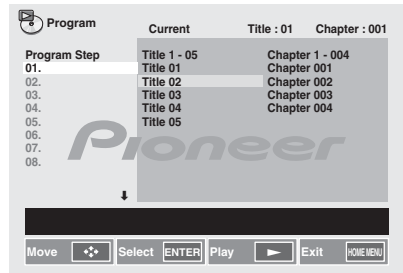 Program Current Title : 01 Chapter : 001
Program Step Title 1 - 05 Chapter 1 - 004
01. Title 01 Chapter 001
02. Title 02 Chapter 002
03. Title 03 Chapter 003
04. Title 04 Chapter 004
05. Title 05
06.
07.
08.
Pioneer
Move Select ENTER Play Exit HOME MENU